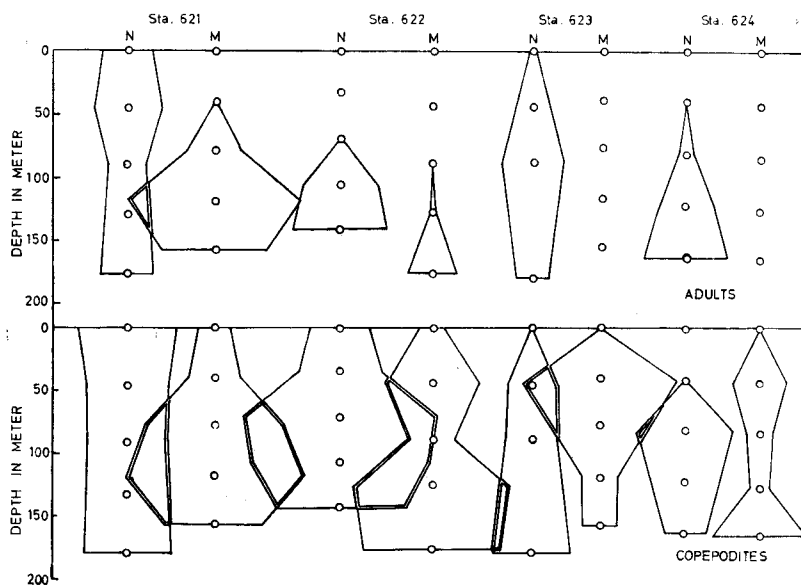 Sta. 621 Sta. 622 Sta. 623 Sta. 624
N M N M N M N M
0
50
100
150
200
DEPTH IN METER
ADULTS
0
50
100
150
200
DEPTH IN METER
COPEPODITES